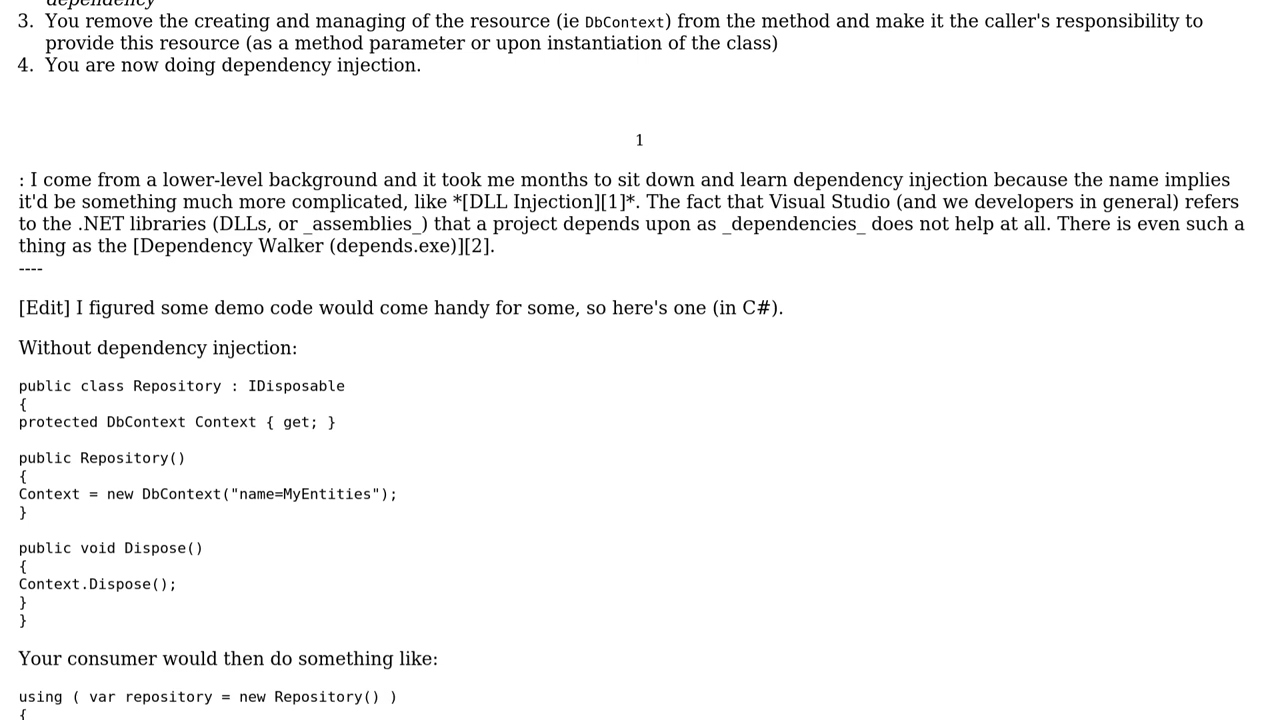 dependency
3. You remove the creating and managing of the resource (ie DbContext) from the method and make it the caller's responsibility to
provide this resource (as a method parameter or upon instantiation of the class)
4. You are now doing dependency injection.
1
: I come from a lower-level background and it took me months to sit down and learn dependency injection because the name implies
it'd be something much more complicated, like *[DLL Injection][1]*. The fact that Visual Studio (and we developers in general) refers
to the .NET libraries (DLLs, or _assemblies_) that a project depends upon as _dependencies_ does not help at all. There is even such a
thing as the [Dependency Walker (depends.exe)][2].
----
[Edit] I figured some demo code would come handy for some, so here's one (in C#).
Without dependency injection:
public class Repository : IDisposable
{
protected DbContext Context { get; }
public Repository()
{
Context = new DbContext("name=MyEntities");
}
public void Dispose()
{
Context.Dispose();
}
}
Your consumer would then do something like:
using ( var repository = new Repository() )
{